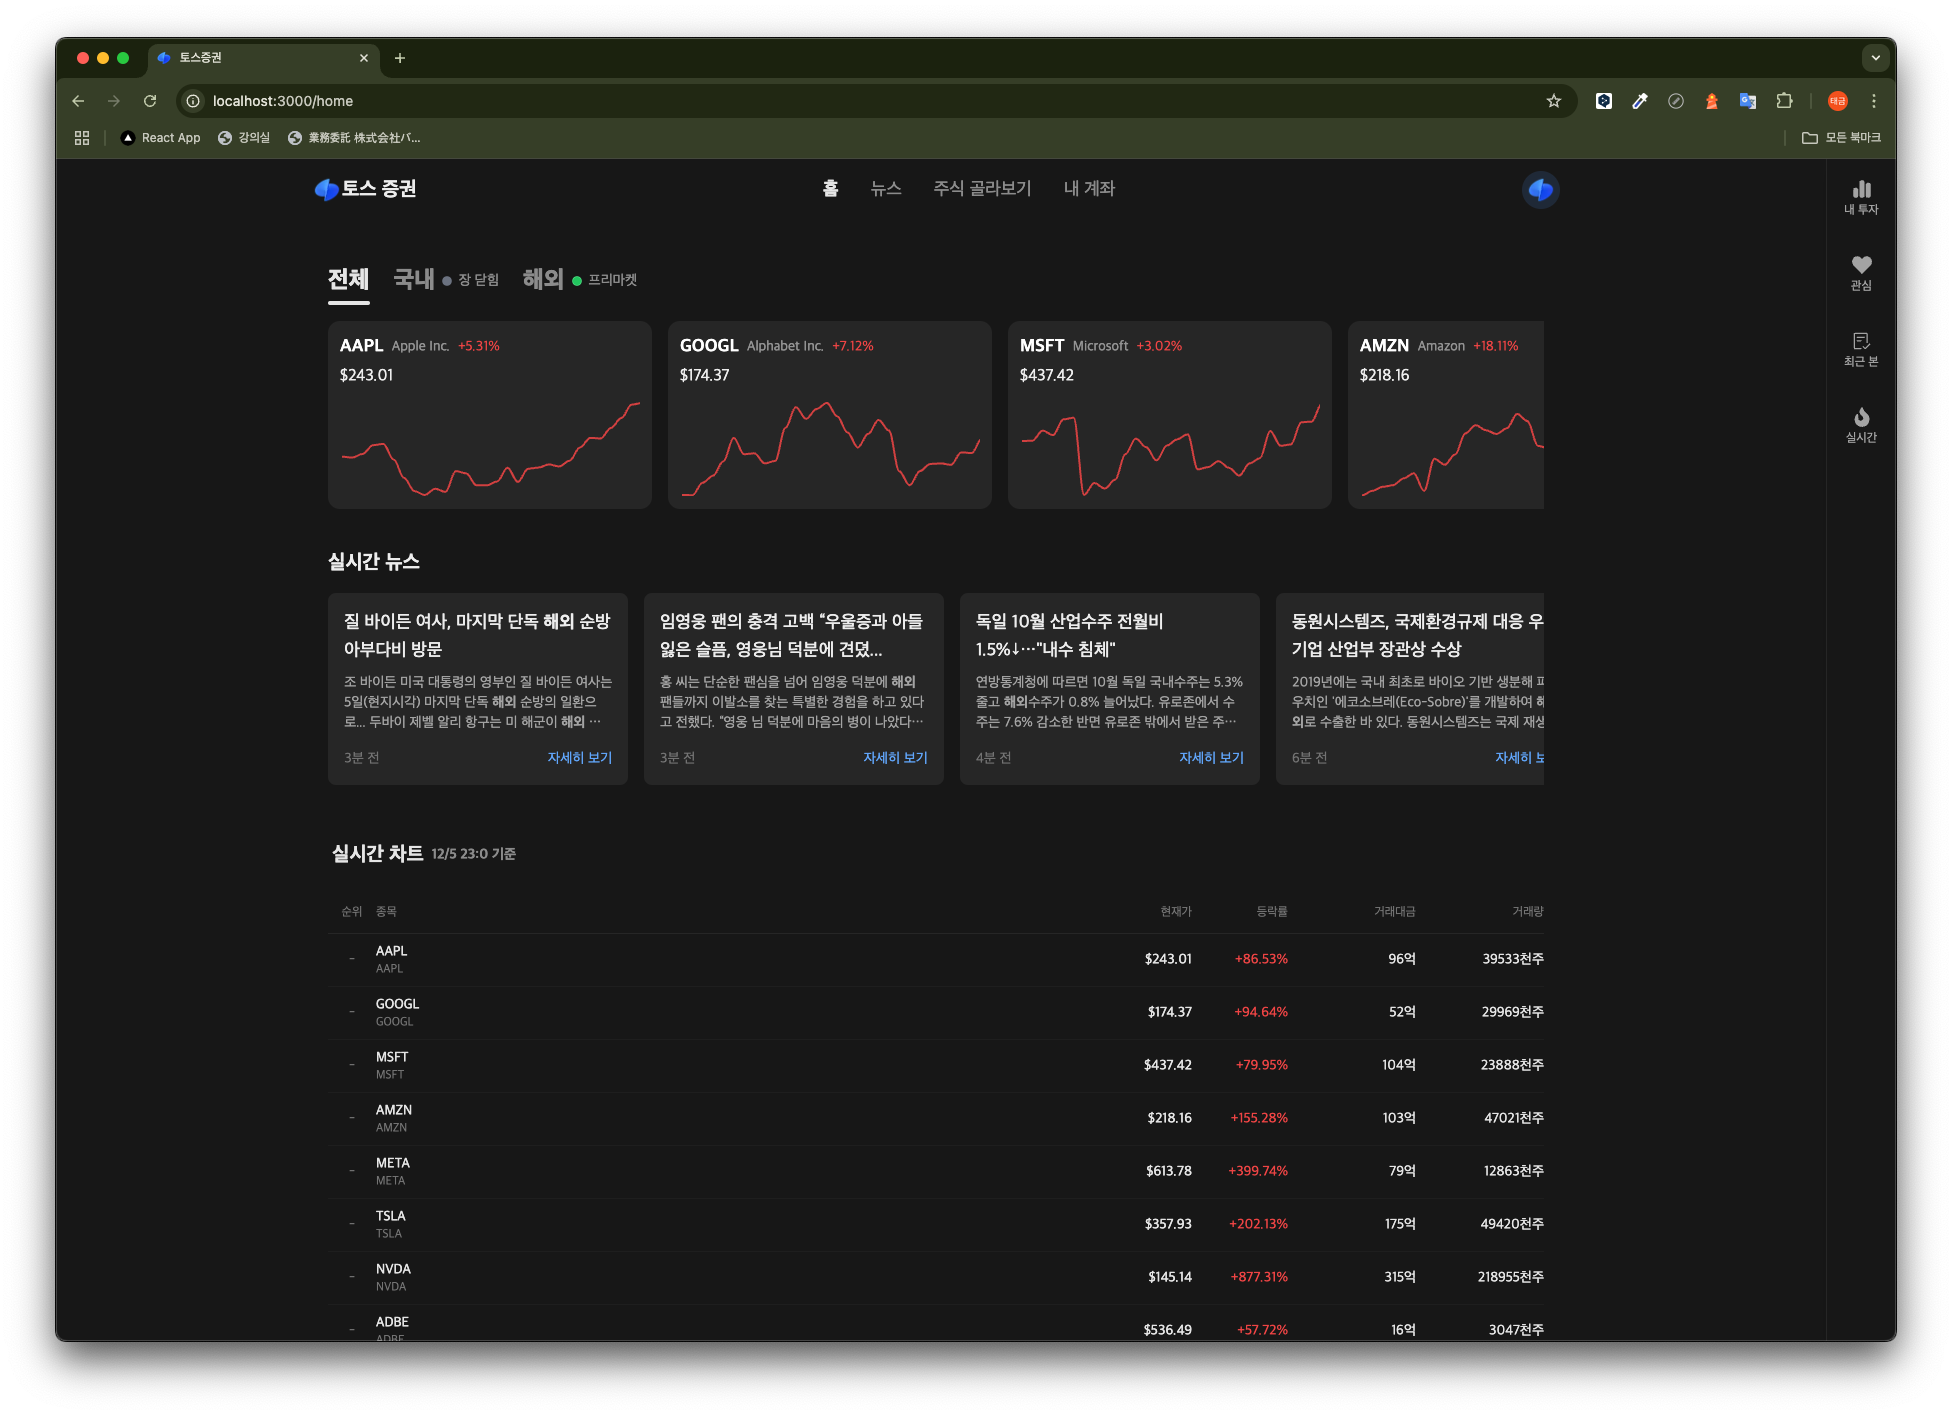 토스증권
localhost:3000/home
태금
React App
강의실
業務委託 株式会社バ...
모든 북마크
토스 증권
홈
뉴스
주식 골라보기
내 계좌
내 투자
관심
최근 본
실시간
전체
국내
장 닫힘
해외
프리마켓
AAPL Apple Inc. +5.31%
$243.01
GOOGL Alphabet Inc. +7.12%
$174.37
MSFT Microsoft +3.02%
$437.42
AMZN Amazon +18.11%
$218.16
실시간 뉴스
질 바이든 여사, 마지막 단독 해외 순방
아부다비 방문
조 바이든 미국 대통령의 영부인 질 바이든 여사는
5일(현지시각) 마지막 단독 해외 순방의 일환으
로... 두바이 제벨 알리 항구는 미 해군이 해외 …
3분 전
자세히 보기
임영웅 팬의 충격 고백 “우울증과 아들
잃은 슬픔, 영웅님 덕분에 견뎠...
홍 씨는 단순한 팬심을 넘어 임영웅 덕분에 해외
팬들까지 이발소를 찾는 특별한 경험을 하고 있다
고 전했다. “영웅 님 덕분에 마음의 병이 나았다…
3분 전
자세히 보기
독일 10월 산업수주 전월비
1.5%↓…"내수 침체"
연방통계청에 따르면 10월 독일 국내수주는 5.3%
줄고 해외수주가 0.8% 늘어났다. 유로존에서 수
주는 7.6% 감소한 반면 유로존 밖에서 받은 주…
4분 전
자세히 보기
동원시스템즈, 국제환경규제 대응 우
기업 산업부 장관상 수상
2019년에는 국내 최초로 바이오 기반 생분해
우치인 '에코소브레(Eco-Sobre)'를 개발하여 해
외로 수출한 바 있다. 동원시스템즈는 국제 재생
6분 전
자세히
실시간 차트 12/5 23:0 기준
순위 종목 현재가 등락률 거래대금 거래량
- AAPL $243.01 +86.53% 96억 39533천주
AAPL
- GOOGL $174.37 +94.64% 52억 29969천주
GOOGL
- MSFT $437.42 +79.95% 104억 23888천주
MSFT
- AMZN $218.16 +155.28% 103억 47021천주
AMZN
- META $613.78 +399.74% 79억 12863천주
META
- TSLA $357.93 +202.13% 175억 49420천주
TSLA
- NVDA $145.14 +877.31% 315억 218955천주
NVDA
- ADBE $536.49 +57.72% 16억 3047천주
ADBE